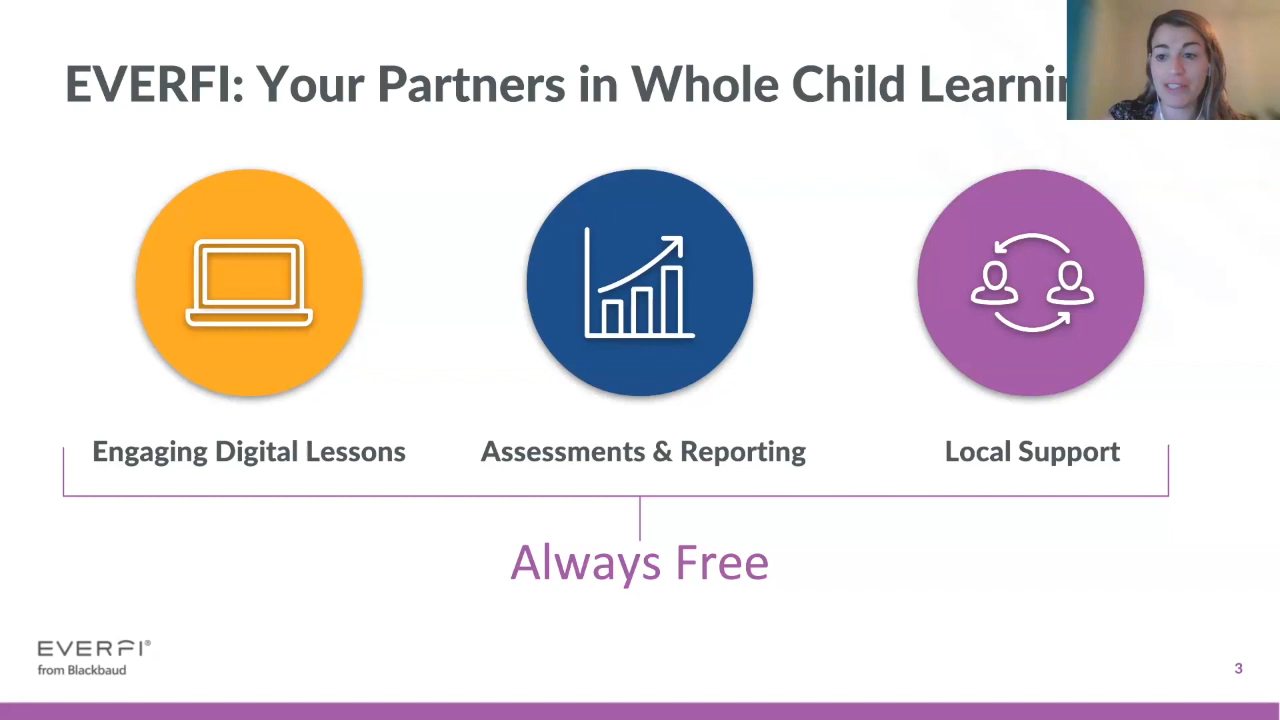 EVERFI: Your Partners in Whole Child
Engaging Digital Lessons
Assessments & Reporting
Local Support
Always Free
EVERFI®
from Blackbaud
3